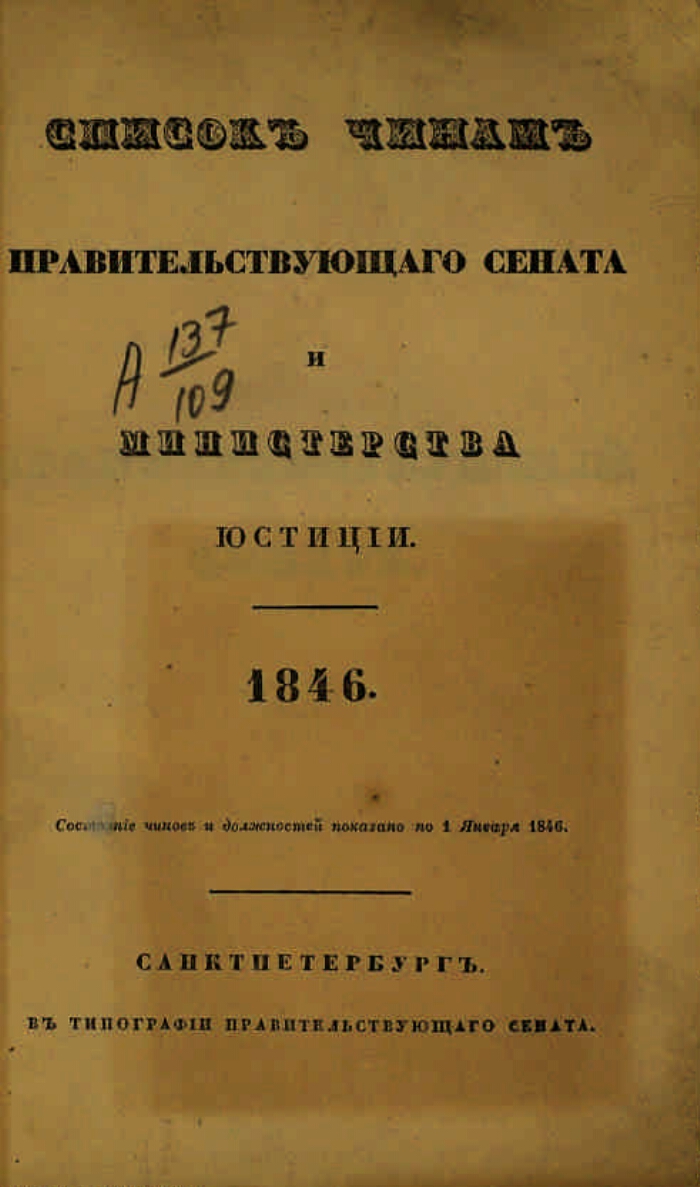 СПИСОКЪ ЧИНАМЪ
ПРАВИТЕЛЬСТВУЮЩАГО СЕНАТА
А 137/109
И
МИНИСТЕРСТВА
ЮСТИЦІИ.
1846.
Состояніе чиновъ и должностей показано по 1 Января 1846.
САНКТПЕТЕРБУРГЪ.
ВЪ ТИПОГРАФІИ ПРАВИТЕЛЬСТВУЮЩАГО СЕНАТА.